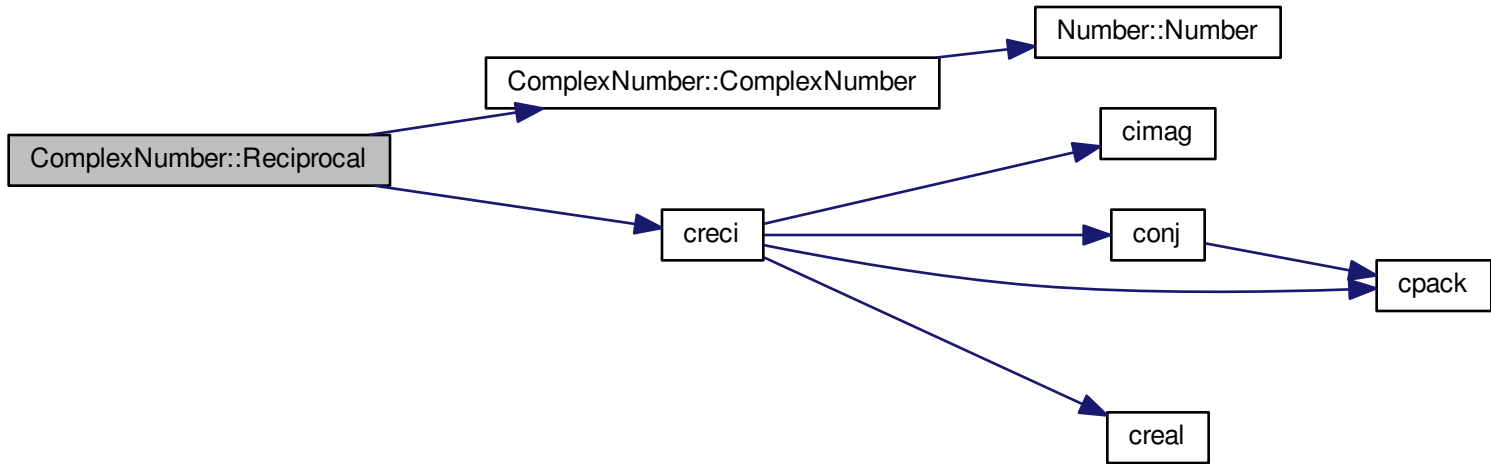 Number::Number
ComplexNumber::ComplexNumber
cimag
ComplexNumber::Reciprocal
creci
conj
cpack
creal